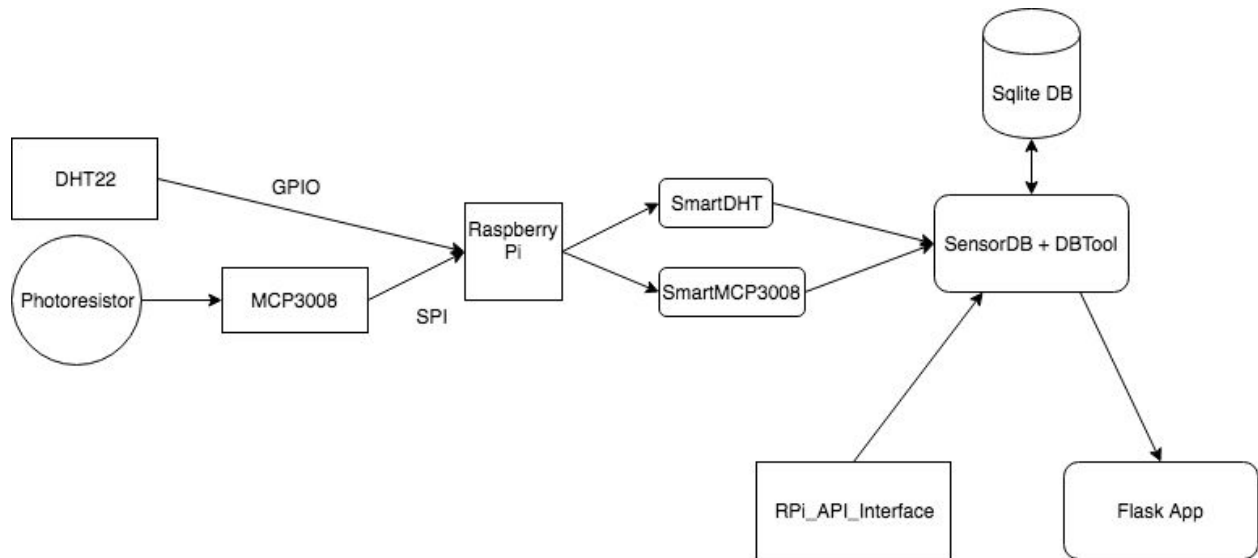 Sqlite DB
DHT22
GPIO
SmartDHT
Raspberry
Pi
SensorDB + DBTool
Photoresistor
MCP3008
SmartMCP3008
SPI
RPi_API_Interface
Flask App